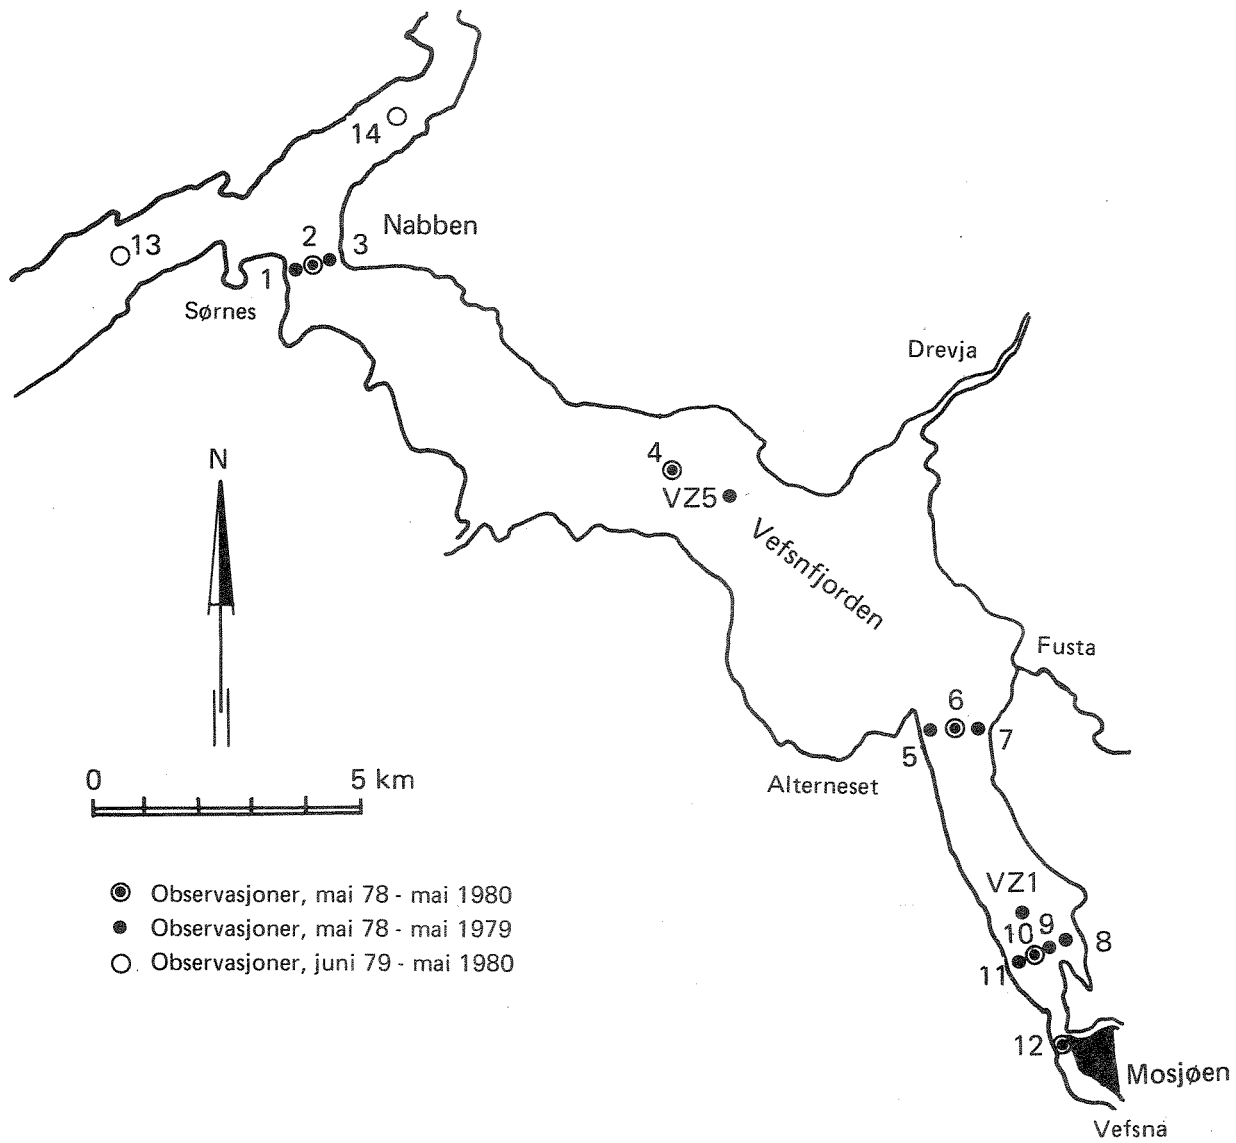 14
13
2
3
Nabben
1
Sørnes
Drevja
4
VZ5
N
Vefsnfjorden
Fusta
6
5
7
Alterneset
0 5 km
VZ1
Observasjoner, mai 78 - mai 1980
Observasjoner, mai 78 - mai 1979
Observasjoner, juni 79 - mai 1980
10
9
8
11
12
Mosjøen
Vefsna